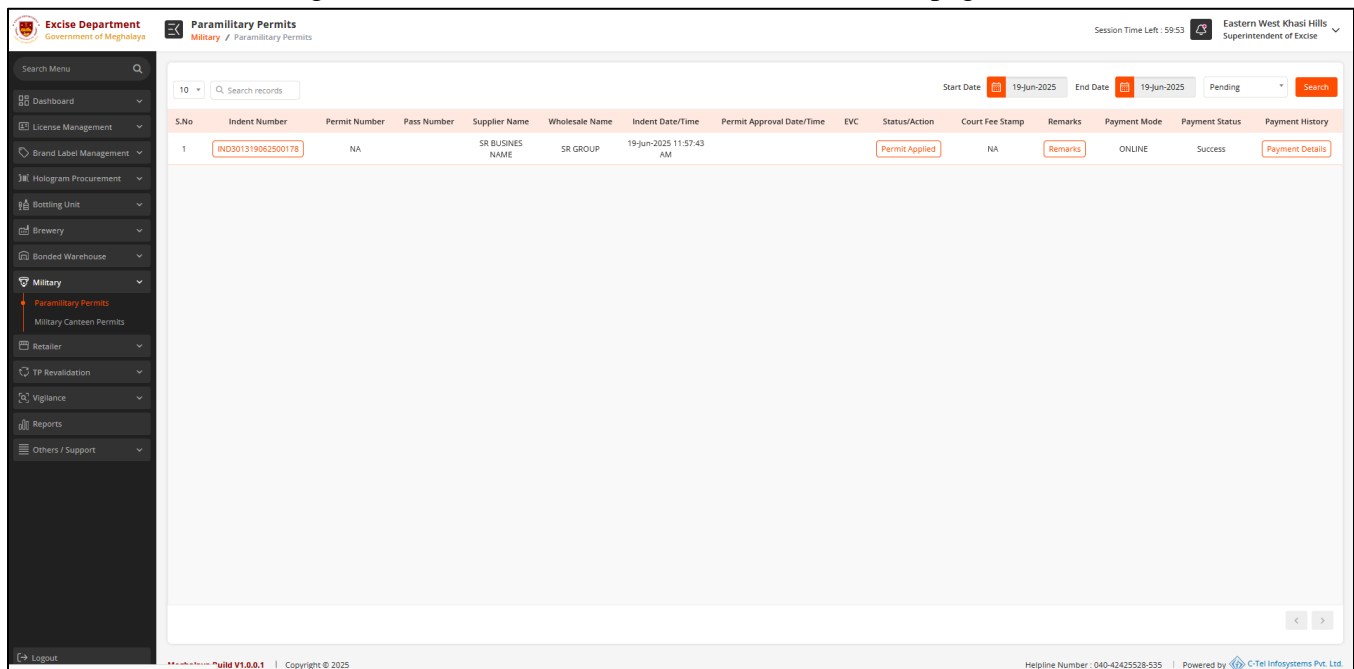 Excise Department
Government of Meghalaya
Paramilitary Permits
Military / Paramilitary Permits
Session Time Left : 59:53
Eastern West Khasi Hills
Superintendent of Excise
Search Menu
Dashboard
License Management
Brand Label Management
Hologram Procurement
Bottling Unit
Brewery
Bonded Warehouse
Military
Paramilitary Permits
Military Canteen Permits
Retailer
TP Revalidation
Vigilance
Reports
Others / Support
Logout
10 Search records
Start Date 19-Jun-2025 End Date 19-Jun-2025 Pending Search
S.No Indent Number Permit Number Pass Number Supplier Name Wholesale Name Indent Date/Time Permit Approval Date/Time EVC Status/Action Court Fee Stamp Remarks Payment Mode Payment Status Payment History
1 IND301319062500178 NA SR BUSINES NAME SR GROUP 19-Jun-2025 11:57:43 AM Permit Applied NA Remarks ONLINE Success Payment Details
< >
Build V1.0.0.1 | Copyright © 2025
Helpline Number : 040-42425528-535 | Powered by C-Tel Infosystems Pvt. Ltd.